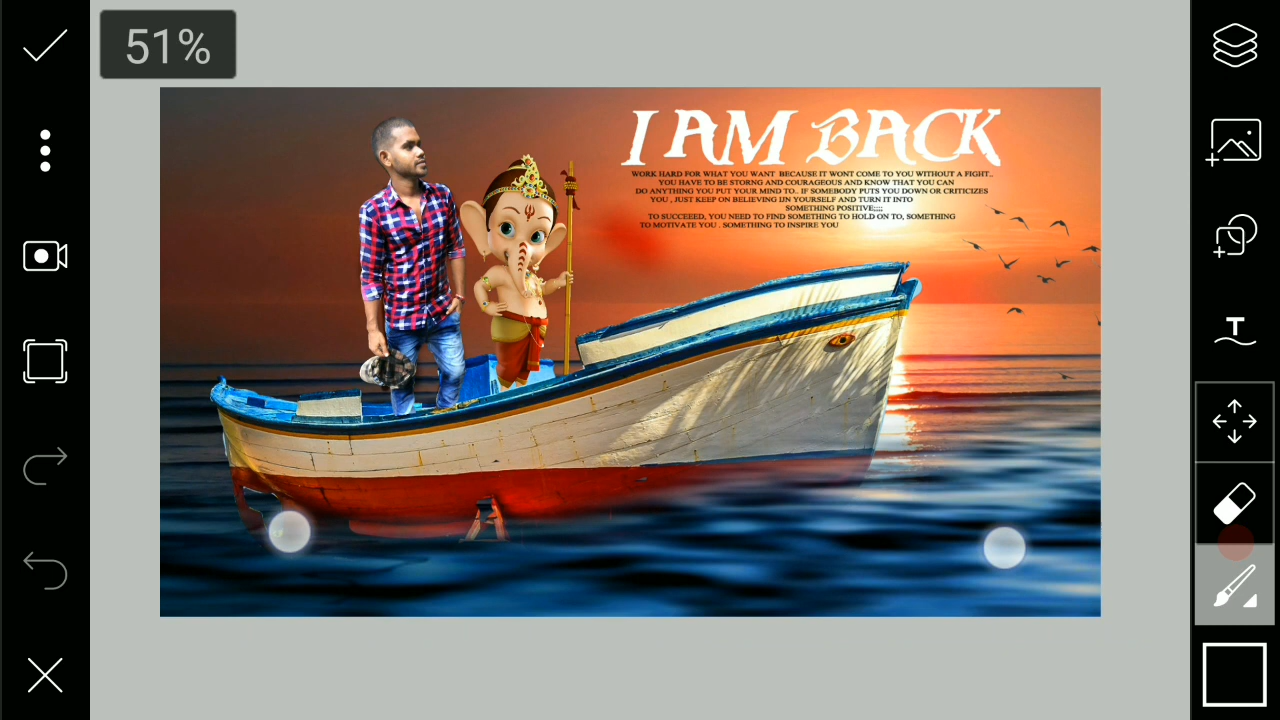 51%
I AM BACK
WORK HARD FOR WHAT YOU WANT BECAUSE IT WONT COME TO YOU WITHOUT A FIGHT..
YOU HAVE TO BE STORNG AND COURAGEOUS AND KNOW THAT YOU CAN
DO ANYTHING YOU PUT YOUR MIND TO.. IF SOMEBODY PUTS YOU DOWN OR CRITICIZES
YOU , JUST KEEP ON BELIEVING IJN YOURSELF AND TURN IT INTO
SOMETHING POSITIVE;;;;
TO SUCCEEED, YOU NEED TO FIND SOMETHING TO HOLD ON TO, SOMETHING
TO MOTIVATE YOU . SOMETHING TO INSPIRE YOU
T